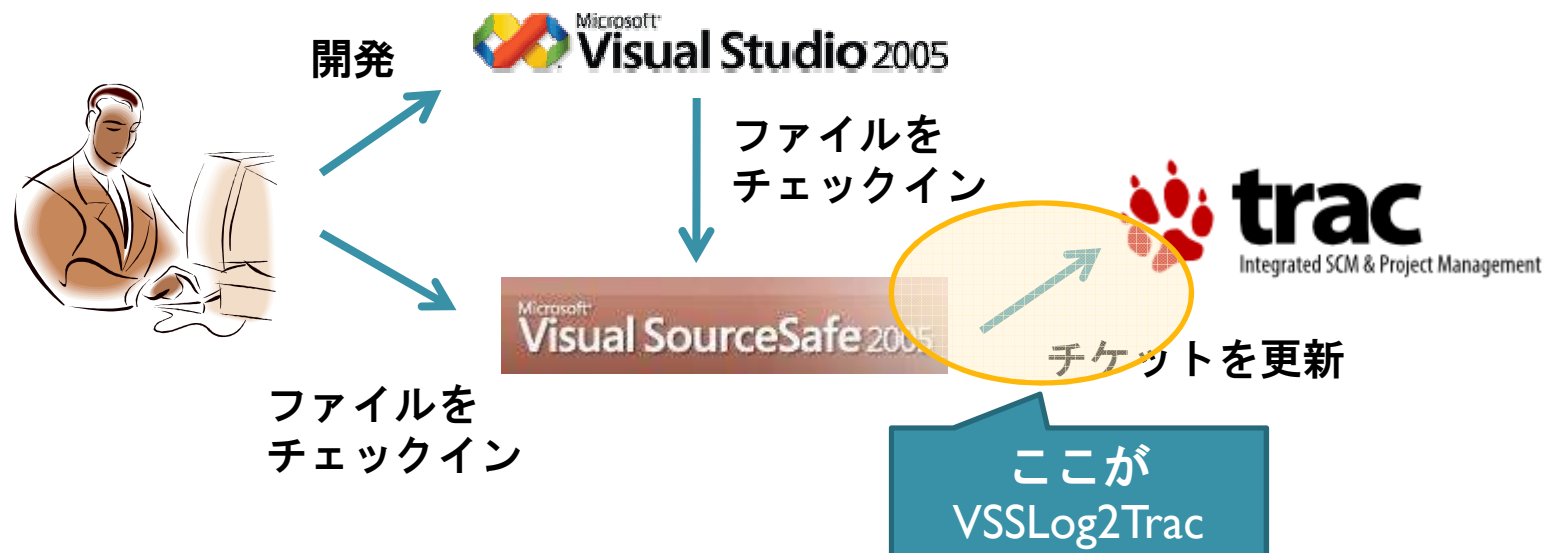 開発
Microsoft
Visual Studio 2005
ファイルを
チェックイン
trac
Integrated SCM & Project Management
Microsoft
Visual SourceSafe 2005
チケットを更新
ファイルを
チェックイン
ここが
VSSLog2Trac